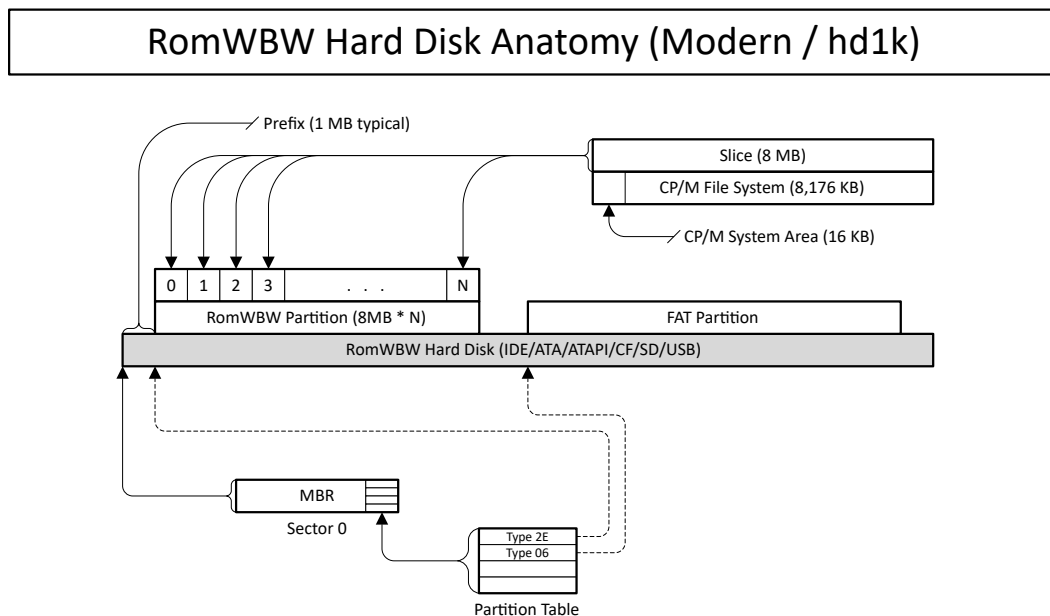 RomWBW Hard Disk Anatomy (Modern / hd1k)
Prefix (1 MB typical)
Slice (8 MB)
CP/M File System (8,176 KB)
CP/M System Area (16 KB)
0 1 2 3 . . . N
RomWBW Partition (8MB * N)
FAT Partition
RomWBW Hard Disk (IDE/ATA/ATAPI/CF/SD/USB)
MBR
Sector 0
Type 2E
Type 06
Partition Table